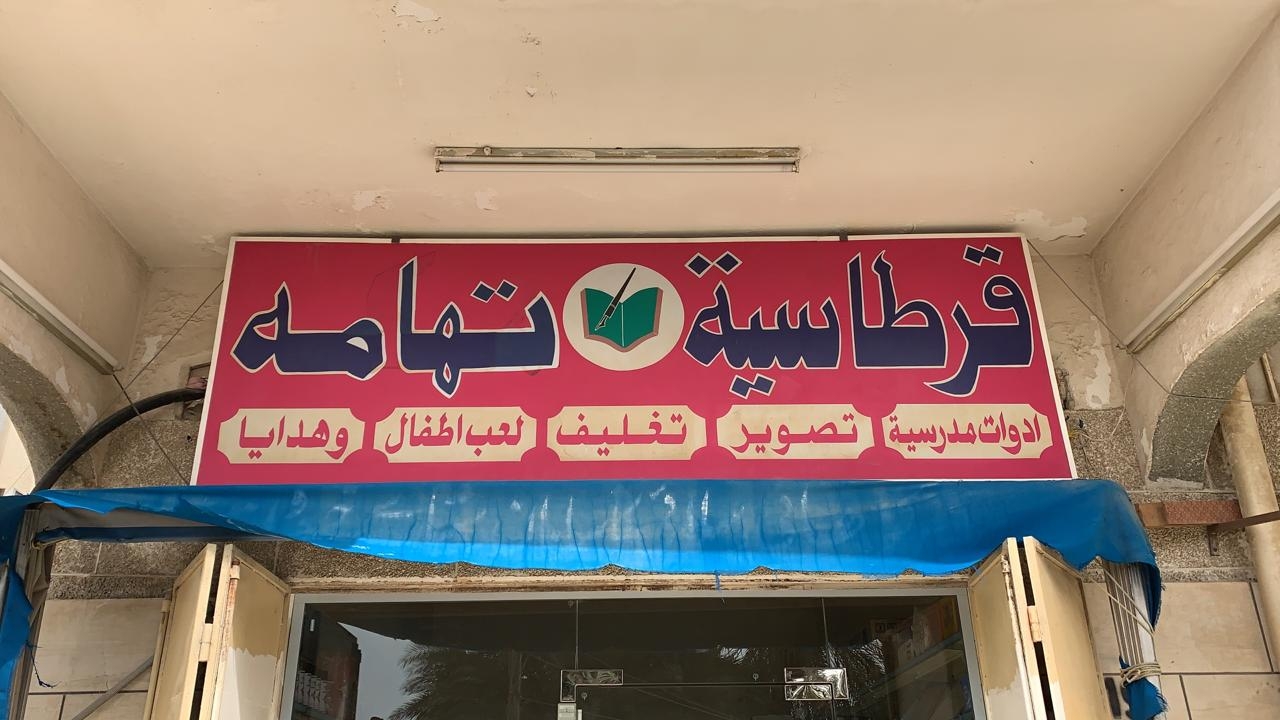 قرطاسية تهامه
ادوات مدرسية تصوير تغليف لعب اطفال وهدايا